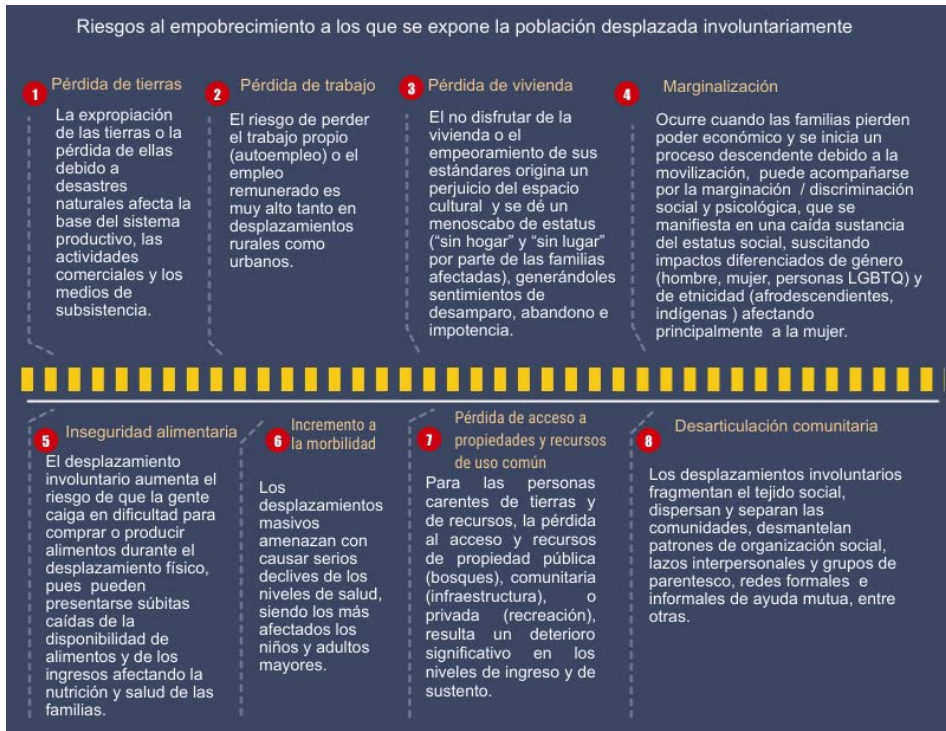 Riesgos al empobrecimiento a los que se expone la población desplazada involuntariamente
1
Pérdida de tierras
La expropiación
de las tierras o la
pérdida de ellas
debido a
desastres
naturales afecta la
base del sistema
productivo, las
actividades
comerciales y los
medios de
subsistencia.
2
Pérdida de trabajo
El riesgo de perder
el trabajo propio
(autoempleo) o el
empleo
remunerado es
muy alto tanto en
desplazamientos
rurales como
urbanos.
3
Pérdida de vivienda
El no disfrutar de la
vivienda o el
empeoramiento de sus
estándares origina un
perjuicio del espacio
cultural y se dé un
menoscabo de estatus
(“sin hogar” y “sin lugar”
por parte de las familias
afectadas), generándoles
sentimientos de
desamparo, abandono e
impotencia.
4
Marginalización
Ocurre cuando las familias pierden
poder económico y se inicia un
proceso descendente debido a la
movilización, puede acompañarse
por la marginación / discriminación
social y psicológica, que se
manifiesta en una caída sustancia
del estatus social, suscitando
impactos diferenciados de género
(hombre, mujer, personas LGBTQ) y
de etnicidad (afrodescendientes,
indígenas ) afectando
principalmente a la mujer.
5
Inseguridad alimentaria
El desplazamiento
involuntario aumenta el
riesgo de que la gente
caiga en dificultad para
comprar o producir
alimentos durante el
desplazamiento físico,
pues pueden
presentarse súbitas
caídas de la
disponibilidad de
alimentos y de los
ingresos afectando la
nutrición y salud de las
familias.
6
Incremento a
la morbilidad
Los
desplazamientos
masivos
amenazan con
causar serios
declives de los
niveles de salud,
siendo los más
afectados los
niños y adultos
mayores.
7
Pérdida de acceso a
propiedades y recursos
de uso común
Para las personas
carentes de tierras y
de recursos, la pérdida
al acceso y recursos
de propiedad pública
(bosques), comunitaria
(infraestructura), o
privada (recreación),
resulta un deterioro
significativo en los
niveles de ingreso y de
sustento.
8
Desarticulación comunitaria
Los desplazamientos involuntarios
fragmentan el tejido social,
dispersan y separan las
comunidades, desmantelan
patrones de organización social,
lazos interpersonales y grupos de
parentesco, redes formales e
informales de ayuda mutua, entre
otras.